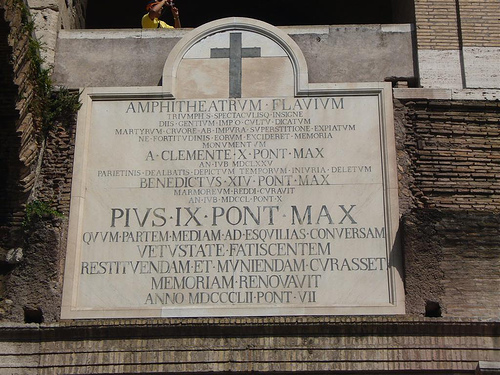 AMPHITHEATRVM · FLAVIVM
TRIVMPHIS · SPECTACVLISQ · INSIGNE
DIIS · GENTIVM · IMPIO · CVLTV · DICATVM
MARTYRVM · CRVORE · AB · IMPVRA · SVPERSTITIONE · EXPIATVM
NE · FORTITVDINIS · EORVM · EXCIDERET · MEMORIA
MONVMENTVM
A · CLEMENTE · X · PONT · MAX
AN · IVB · MDCLXXV
PARIETINIS · DEALBATIS · DEPICTVM · TEMPORVM · INIVRIA · DELETVM
BENEDICTVS · XIV · PONT · MAX
MARMOREVM · REDDI · CVRAVIT
AN · IVB · MDCCL · PONT · X
PIVS · IX · PONT · MAX
QVVM · PARTEM · MEDIAM · AD · ESQVILIAS · CONVERSAM
VETVSTATE · FATISCENTEM
RESTITVENDAM · ET · MVNIENDAM · CVRASSET
MEMORIAM · RENOVAVIT
ANNO · MDCCCLII · PONT · VII